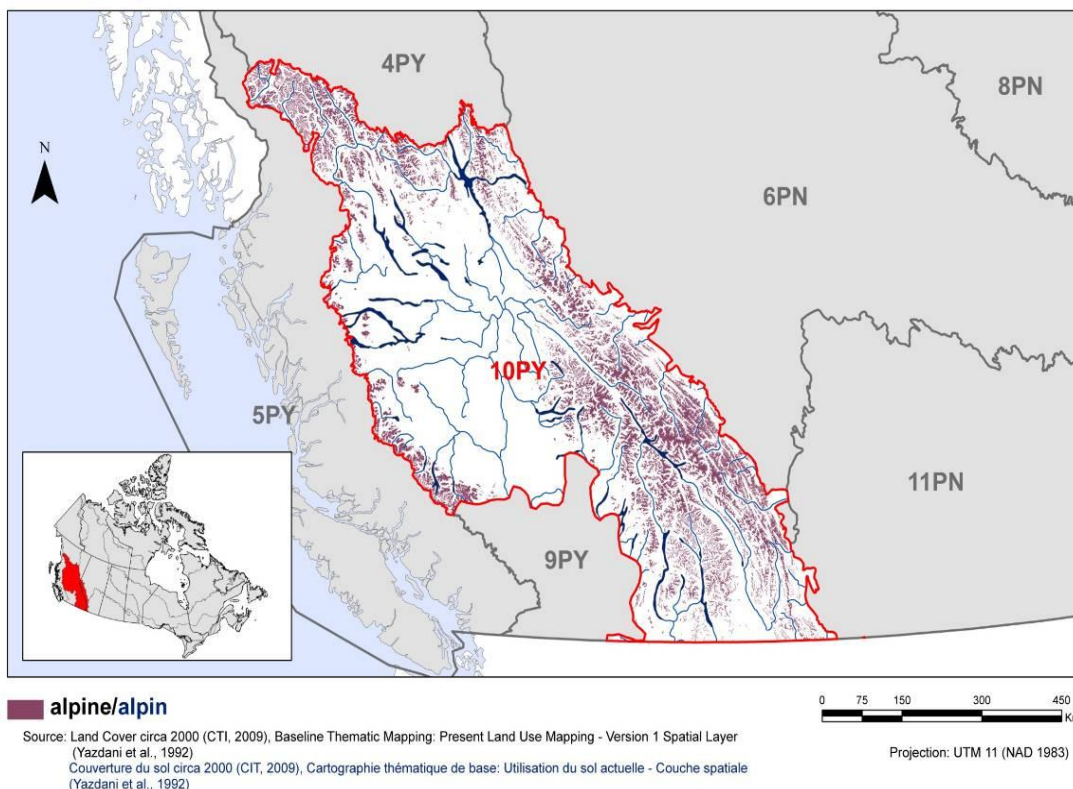 4PY
8PN
N
6PN
10PY
5PY
11PN
9PY
alpine/alpin
0 75 150 300 450
Source: Land Cover circa 2000 (CTI, 2009), Baseline Thematic Mapping: Present Land Use Mapping - Version 1 Spatial Layer
(Yazdani et al., 1992)
Projection: UTM 11 (NAD 1983)
Couverture du sol circa 2000 (CIT, 2009), Cartographie thématique de base: Utilisation du sol actuelle - Couche spatiale
(Yazdani et al., 1992)